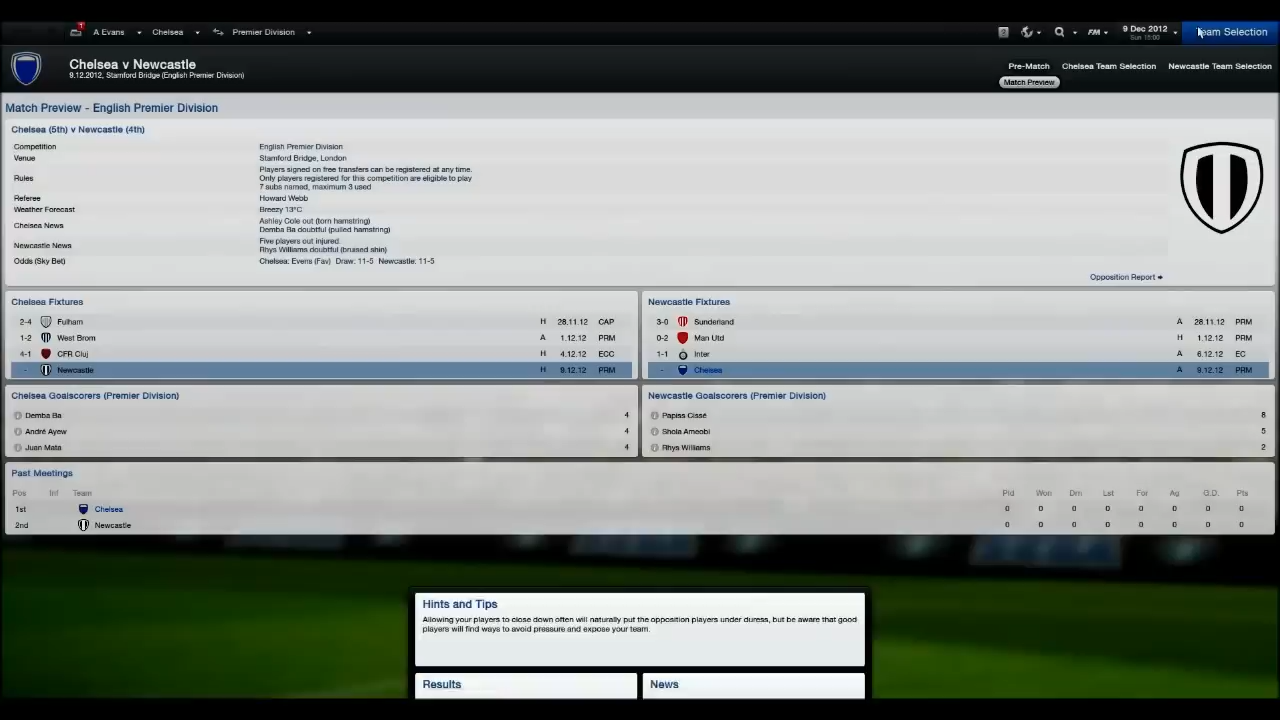 1
A Evans
Chelsea
Premier Division
FM
9 Dec 2012
Sun 15:00
Team Selection
Chelsea v Newcastle
9.12.2012, Stamford Bridge (English Premier Division)
Pre-Match Chelsea Team Selection Newcastle Team Selection
Match Preview
Match Preview - English Premier Division
Chelsea (5th) v Newcastle (4th)
Competition English Premier Division
Venue Stamford Bridge, London
Rules Players signed on free transfers can be registered at any time.
Only players registered for this competition are eligible to play
7 subs named, maximum 3 used
Referee Howard Webb
Weather Forecast Breezy 13°C
Chelsea News Ashley Cole out (torn hamstring)
Demba Ba doubtful (pulled hamstring)
Newcastle News Five players out injured
Rhys Williams doubtful (bruised shin)
Odds (Sky Bet) Chelsea: Evens (Fav) Draw: 11-5 Newcastle: 11-5
Opposition Report
Chelsea Fixtures
2-4 Fulham H 28.11.12 CAP
1-2 West Brom A 1.12.12 PRM
4-1 CFR Cluj H 4.12.12 ECC
- Newcastle H 9.12.12 PRM
Newcastle Fixtures
3-0 Sunderland A 28.11.12 PRM
0-2 Man Utd H 1.12.12 PRM
1-1 Inter A 6.12.12 EC
- Chelsea A 9.12.12 PRM
Chelsea Goalscorers (Premier Division)
Demba Ba 4
André Ayew 4
Juan Mata 4
Newcastle Goalscorers (Premier Division)
Papiss Cissé 8
Shola Ameobi 5
Rhys Williams 2
Past Meetings
Pos Inf Team Pld Won Drn Lst For Ag G.D. Pts
1st Chelsea 0 0 0 0 0 0 0 0
2nd Newcastle 0 0 0 0 0 0 0 0
Hints and Tips
Allowing your players to close down often will naturally put the opposition players under duress, but be aware that good
players will find ways to avoid pressure and expose your team.
Results
News